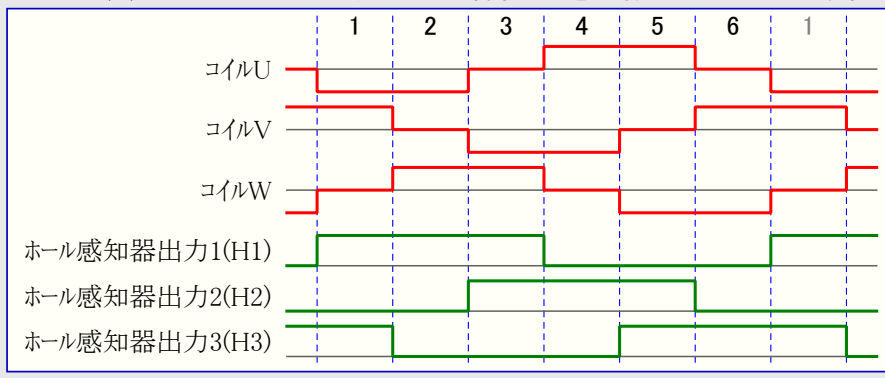 1 2 3 4 5 6 1
コイルU
コイルV
コイルW
ホール感知器出力1(H1)
ホール感知器出力2(H2)
ホール感知器出力3(H3)